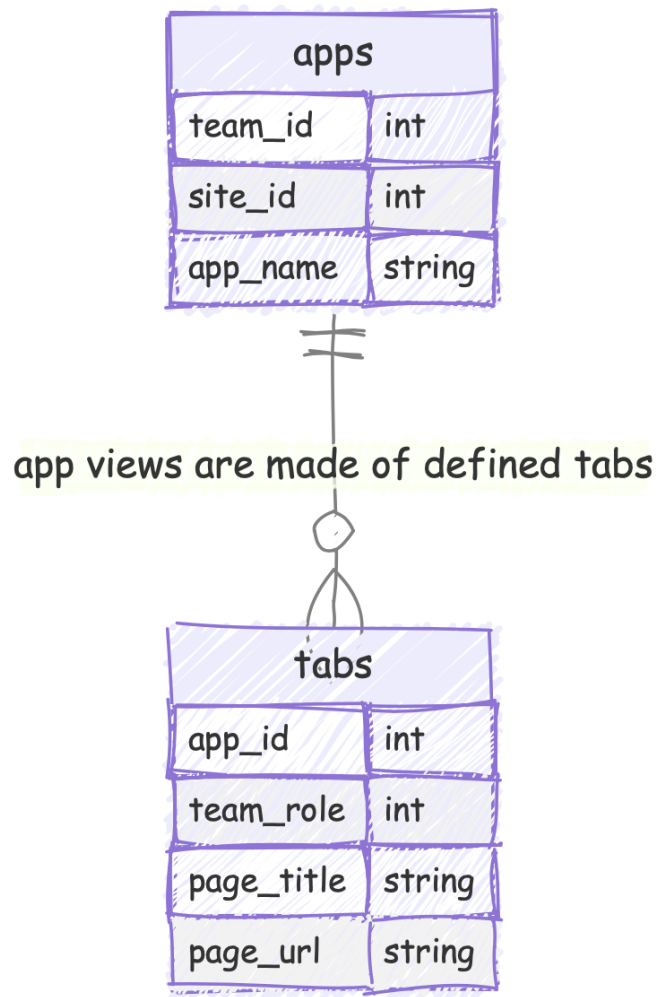 apps
team_id int
site_id int
app_name string
app views are made of defined tabs
tabs
app_id int
team_role int
page_title string
page_url string